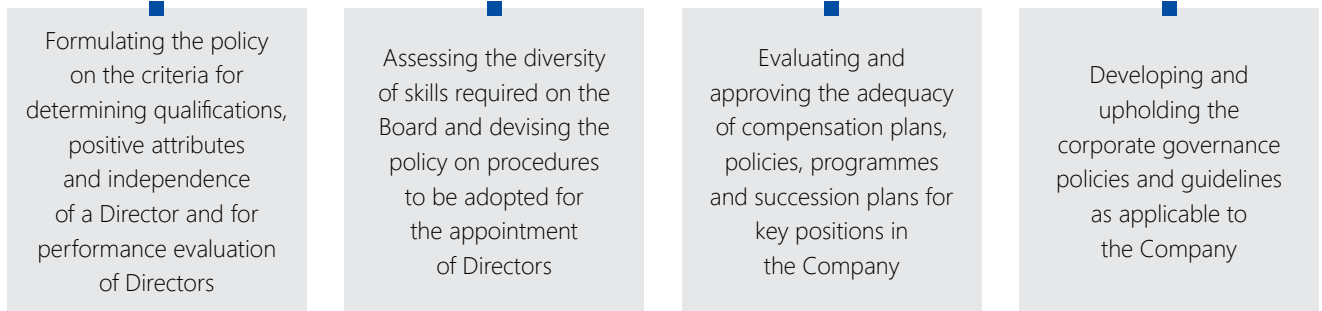 Formulating the policy
on the criteria for
determining qualifications,
positive attributes
and independence
of a Director and for
performance evaluation
of Directors
Assessing the diversity
of skills required on the
Board and devising the
policy on procedures
to be adopted for
the appointment
of Directors
Evaluating and
approving the adequacy
of compensation plans,
policies, programmes
and succession plans for
key positions in
the Company
Developing and
upholding the
corporate governance
policies and guidelines
as applicable to
the Company